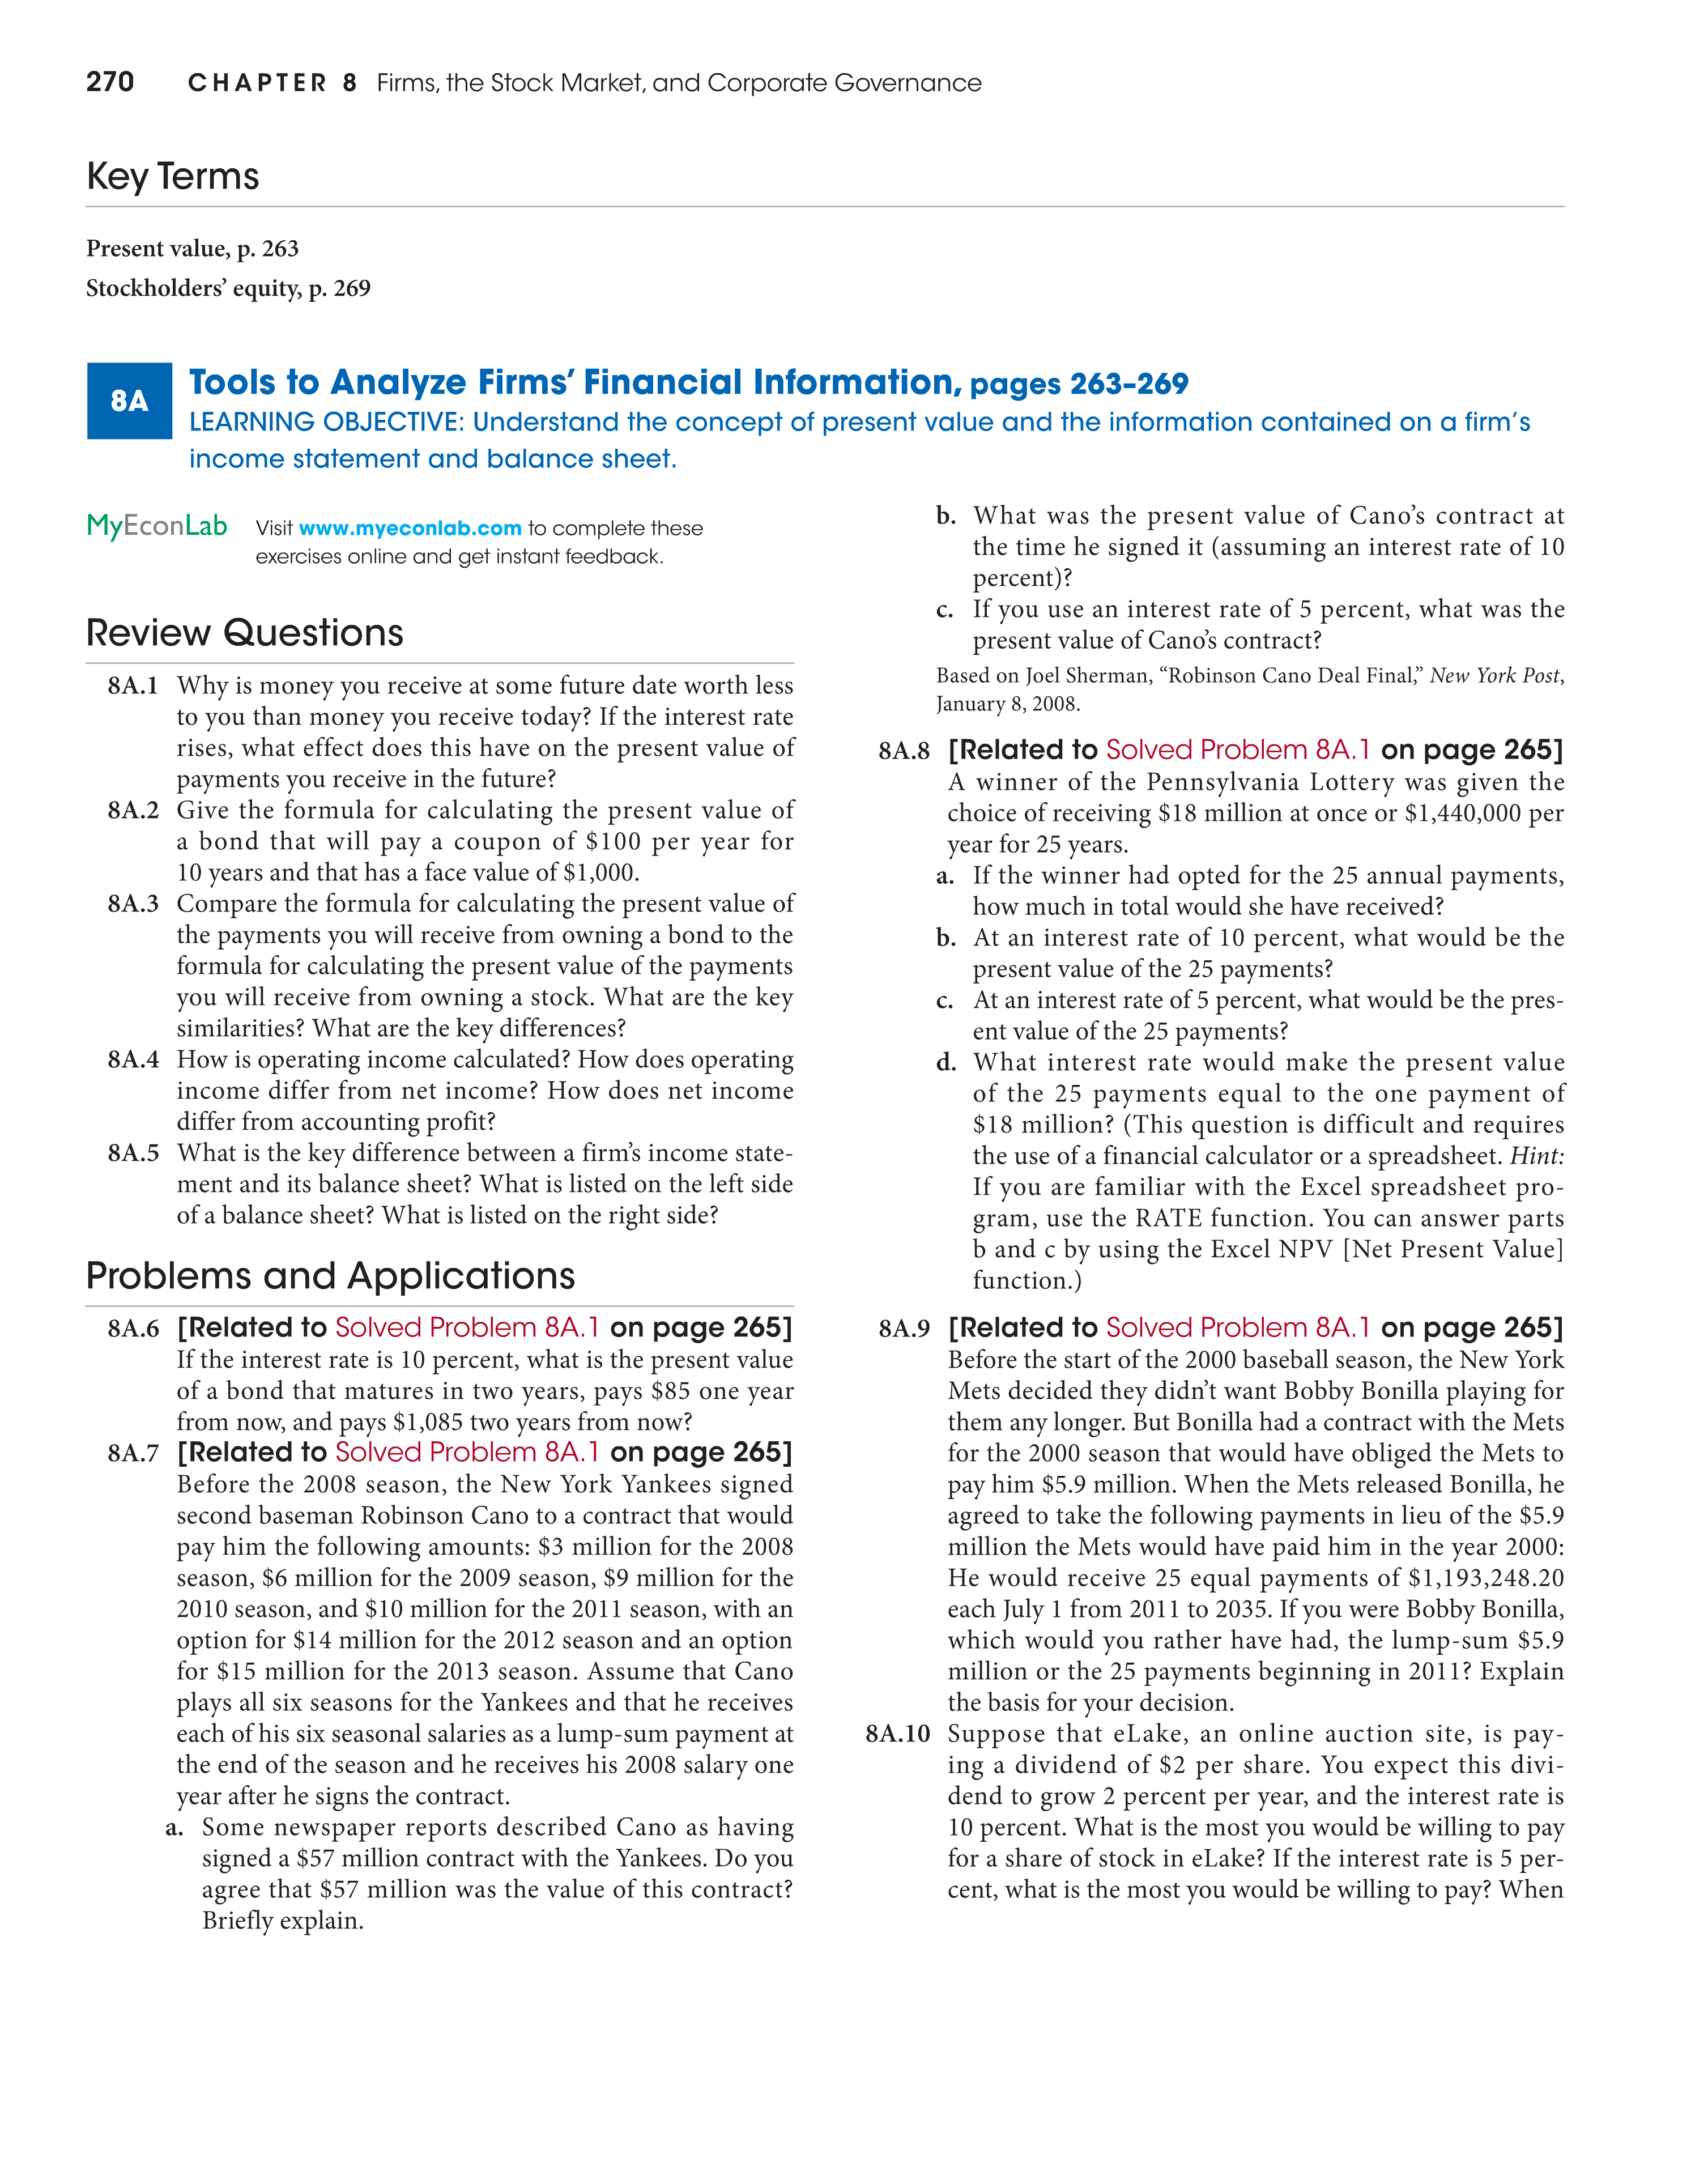 270 CHAPTER 8 Firms, the Stock Market, and Corporate Governance
Key Terms
Present value, p. 263
Stockholders’ equity, p. 269
8A
Tools to Analyze Firms’ Financial Information, pages 263–269
LEARNING OBJECTIVE: Understand the concept of present value and the information contained on a firm’s
income statement and balance sheet.
MyEconLab Visit www.myeconlab.com to complete these
exercises online and get instant feedback.
Review Questions
8A.1 Why is money you receive at some future date worth less
to you than money you receive today? If the interest rate
rises, what effect does this have on the present value of
payments you receive in the future?
8A.2 Give the formula for calculating the present value of
a bond that will pay a coupon of $100 per year for
10 years and that has a face value of $1,000.
8A.3 Compare the formula for calculating the present value of
the payments you will receive from owning a bond to the
formula for calculating the present value of the payments
you will receive from owning a stock. What are the key
similarities? What are the key differences?
8A.4 How is operating income calculated? How does operating
income differ from net income? How does net income
differ from accounting profit?
8A.5 What is the key difference between a firm’s income state-
ment and its balance sheet? What is listed on the left side
of a balance sheet? What is listed on the right side?
Problems and Applications
8A.6 [Related to Solved Problem 8A.1 on page 265]
If the interest rate is 10 percent, what is the present value
of a bond that matures in two years, pays $85 one year
from now, and pays $1,085 two years from now?
8A.7 [Related to Solved Problem 8A.1 on page 265]
Before the 2008 season, the New York Yankees signed
second baseman Robinson Cano to a contract that would
pay him the following amounts: $3 million for the 2008
season, $6 million for the 2009 season, $9 million for the
2010 season, and $10 million for the 2011 season, with an
option for $14 million for the 2012 season and an option
for $15 million for the 2013 season. Assume that Cano
plays all six seasons for the Yankees and that he receives
each of his six seasonal salaries as a lump-sum payment at
the end of the season and he receives his 2008 salary one
year after he signs the contract.
a. Some newspaper reports described Cano as having
signed a $57 million contract with the Yankees. Do you
agree that $57 million was the value of this contract?
Briefly explain.
b. What was the present value of Cano’s contract at
the time he signed it (assuming an interest rate of 10
percent)?
c. If you use an interest rate of 5 percent, what was the
present value of Cano’s contract?
Based on Joel Sherman, “Robinson Cano Deal Final,” New York Post,
January 8, 2008.
8A.8 [Related to Solved Problem 8A.1 on page 265]
A winner of the Pennsylvania Lottery was given the
choice of receiving $18 million at once or $1,440,000 per
year for 25 years.
a. If the winner had opted for the 25 annual payments,
how much in total would she have received?
b. At an interest rate of 10 percent, what would be the
present value of the 25 payments?
c. At an interest rate of 5 percent, what would be the pres-
ent value of the 25 payments?
d. What interest rate would make the present value
of the 25 payments equal to the one payment of
$18 million? (This question is difficult and requires
the use of a financial calculator or a spreadsheet. Hint:
If you are familiar with the Excel spreadsheet pro-
gram, use the RATE function. You can answer parts
b and c by using the Excel NPV [Net Present Value]
function.)
8A.9 [Related to Solved Problem 8A.1 on page 265]
Before the start of the 2000 baseball season, the New York
Mets decided they didn’t want Bobby Bonilla playing for
them any longer. But Bonilla had a contract with the Mets
for the 2000 season that would have obliged the Mets to
pay him $5.9 million. When the Mets released Bonilla, he
agreed to take the following payments in lieu of the $5.9
million the Mets would have paid him in the year 2000:
He would receive 25 equal payments of $1,193,248.20
each July 1 from 2011 to 2035. If you were Bobby Bonilla,
which would you rather have had, the lump-sum $5.9
million or the 25 payments beginning in 2011? Explain
the basis for your decision.
8A.10 Suppose that eLake, an online auction site, is pay-
ing a dividend of $2 per share. You expect this divi-
dend to grow 2 percent per year, and the interest rate is
10 percent. What is the most you would be willing to pay
for a share of stock in eLake? If the interest rate is 5 per-
cent, what is the most you would be willing to pay? When